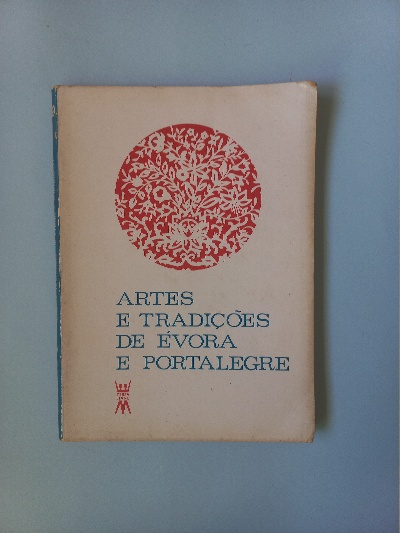 ARTES
E TRADIÇÕES
DE ÉVORA
E PORTALEGRE